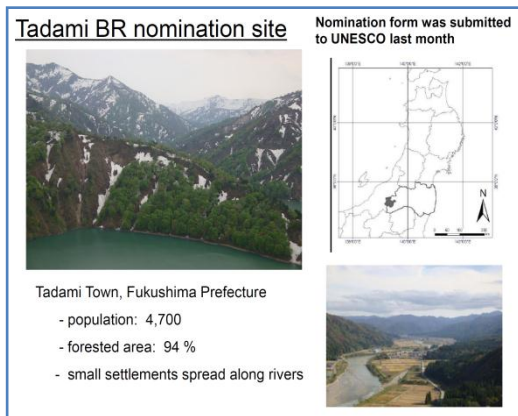 Tadami BR nomination site
Nomination form was submitted
to UNESCO last month
N
Tadami Town, Fukushima Prefecture
- population: 4,700
- forested area: 94 %
- small settlements spread along rivers